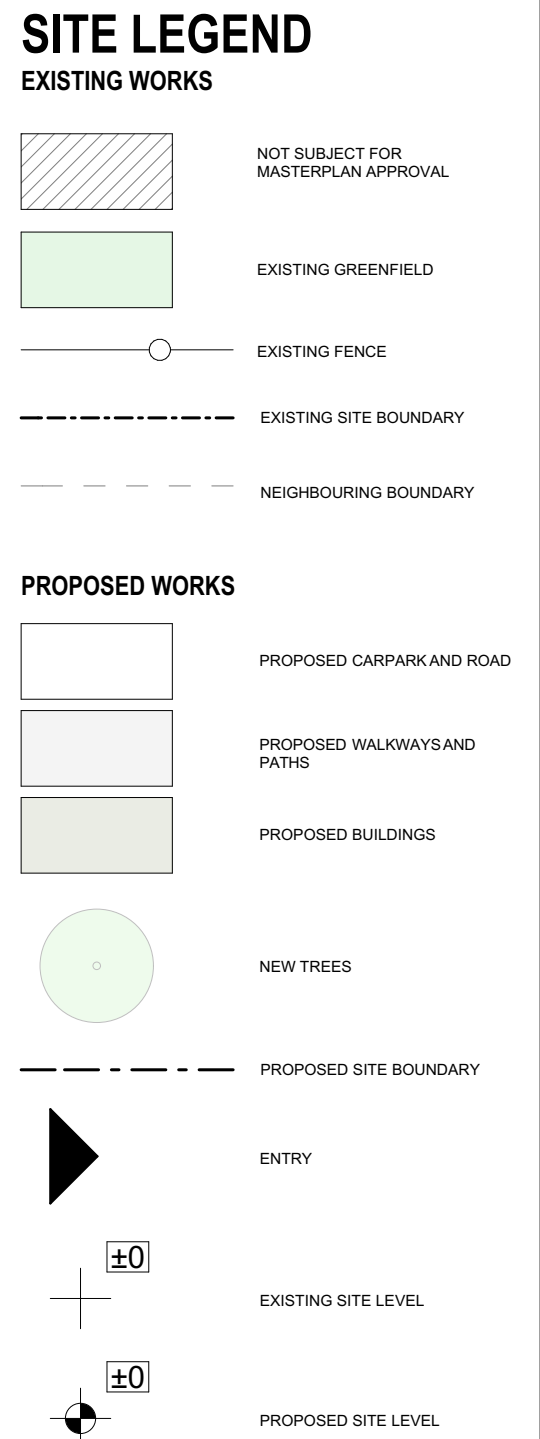 SITE LEGEND
EXISTING WORKS
NOT SUBJECT FOR
MASTERPLAN APPROVAL
EXISTING GREENFIELD
EXISTING FENCE
EXISTING SITE BOUNDARY
NEIGHBOURING BOUNDARY
PROPOSED WORKS
PROPOSED CARPARK AND ROAD
PROPOSED WALKWAYS AND
PATHS
PROPOSED BUILDINGS
NEW TREES
PROPOSED SITE BOUNDARY
ENTRY
±0
EXISTING SITE LEVEL
±0
PROPOSED SITE LEVEL